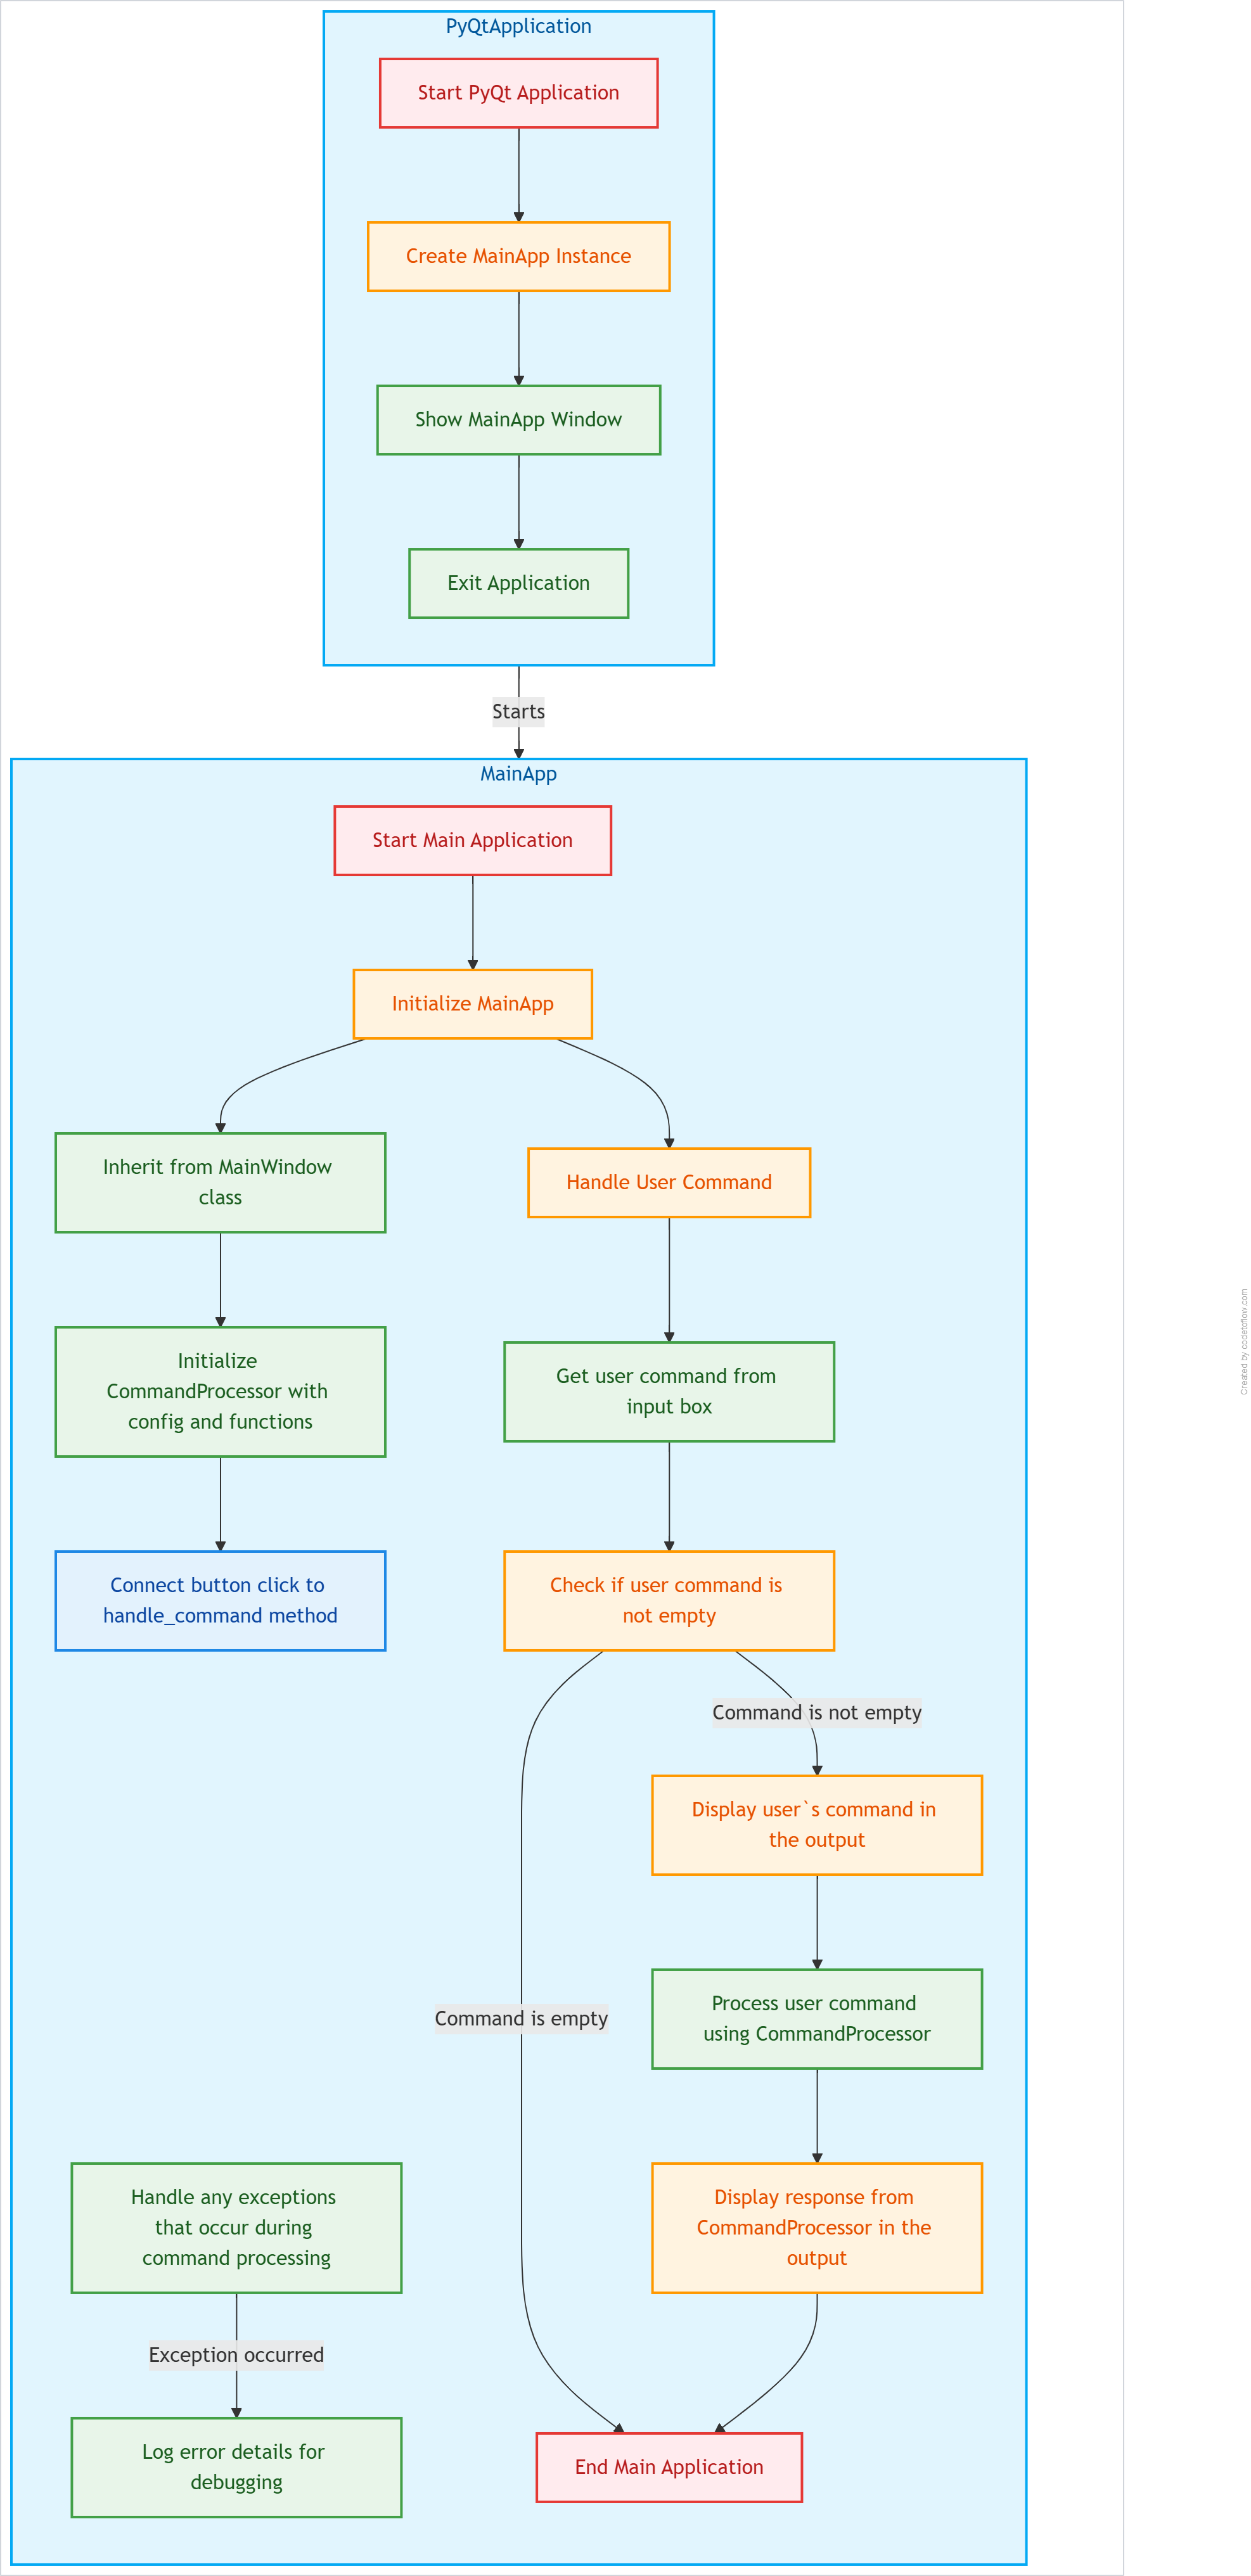 PyQtApplication
Start PyQt Application
Create MainApp Instance
Show MainApp Window
Exit Application
Starts
MainApp
Start Main Application
Initialize MainApp
Inherit from MainWindow
class
Handle User Command
Initialize
CommandProcessor with
config and functions
Get user command from
input box
Connect button click to
handle_command method
Check if user command is
not empty
Command is not empty
Display user`s command in
the output
Process user command
using CommandProcessor
Command is empty
Handle any exceptions
that occur during
command processing
Display response from
CommandProcessor in the
output
Exception occurred
Log error details for
debugging
End Main Application
Created by codetoflow.com